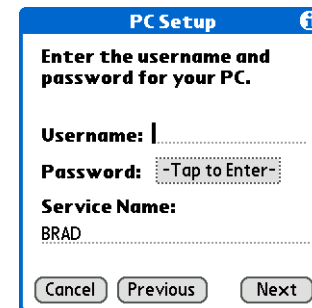 PC Setup
Enter the username and
password for your PC.
Username:
Password: -Tap to Enter-
Service Name:
BRAD
Cancel Previous Next